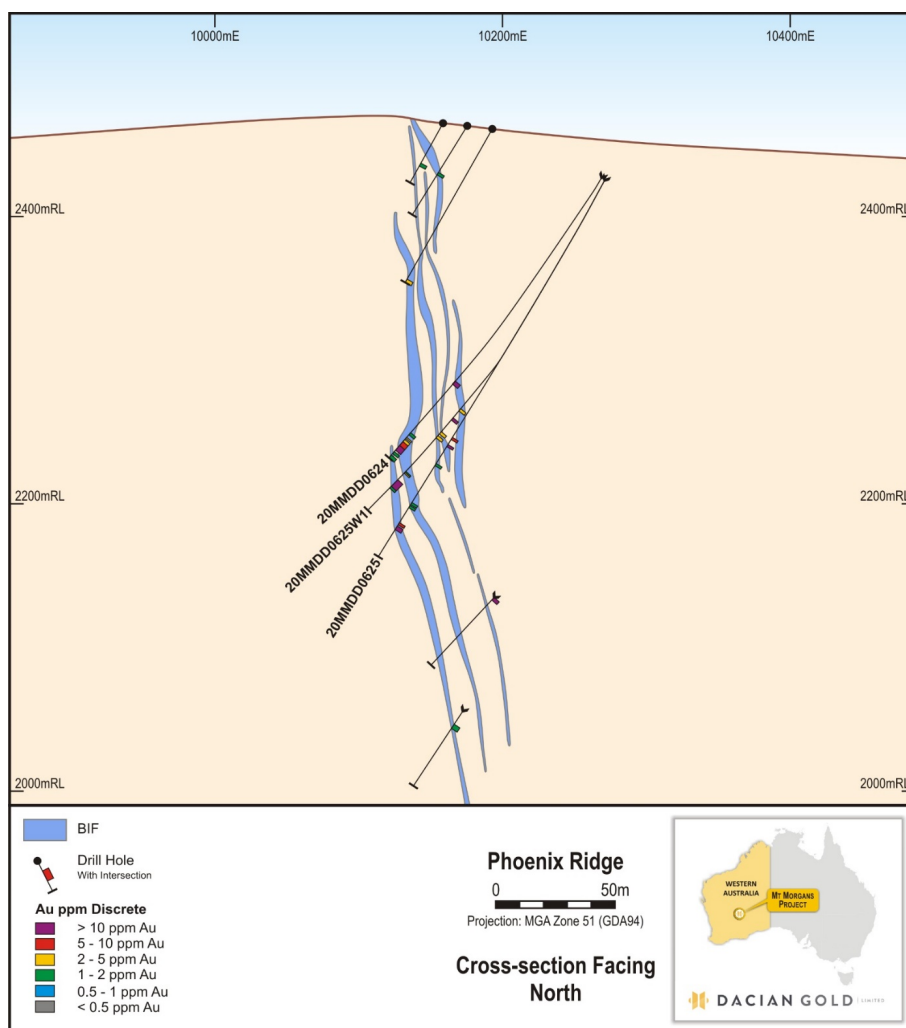 10000mE
10200mE
10400mE
2400mRL
2400mRL
20MMDD0624
2200mRL
2200mRL
20MMDD0625W1
20MMDD0625
2000mRL
2000mRL
BIF
Drill Hole
With Intersection
Au ppm Discrete
> 10 ppm Au
5 - 10 ppm Au
2 - 5 ppm Au
1 - 2 ppm Au
0.5 - 1 ppm Au
< 0.5 ppm Au
Phoenix Ridge
0 50m
Projection: MGA Zone 51 (GDA94)
Cross-section Facing
North
WESTERN
AUSTRALIA
MT MORGANS
PROJECT
DACIAN GOLD LIMITED